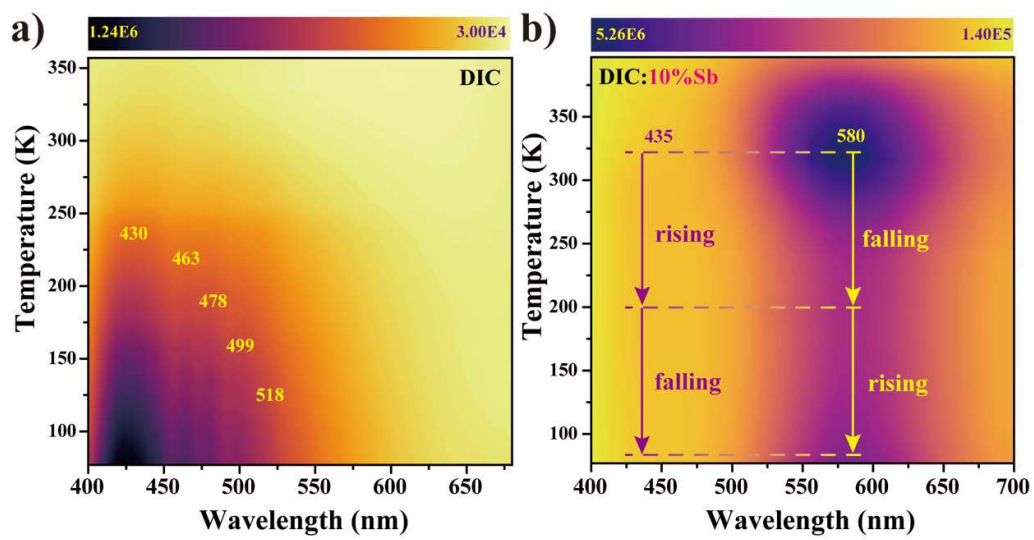 a)
1.24E6 3.00E4
DIC
350
300
250
200
150
100
Temperature (K)
430
463
478
499
518
400 450 500 550 600 650
Wavelength (nm)
b)
5.26E6 1.40E5
DIC:10%Sb
350
300
250
200
150
100
Temperature (K)
435 580
rising falling
falling rising
400 450 500 550 600 650 700
Wavelength (nm)